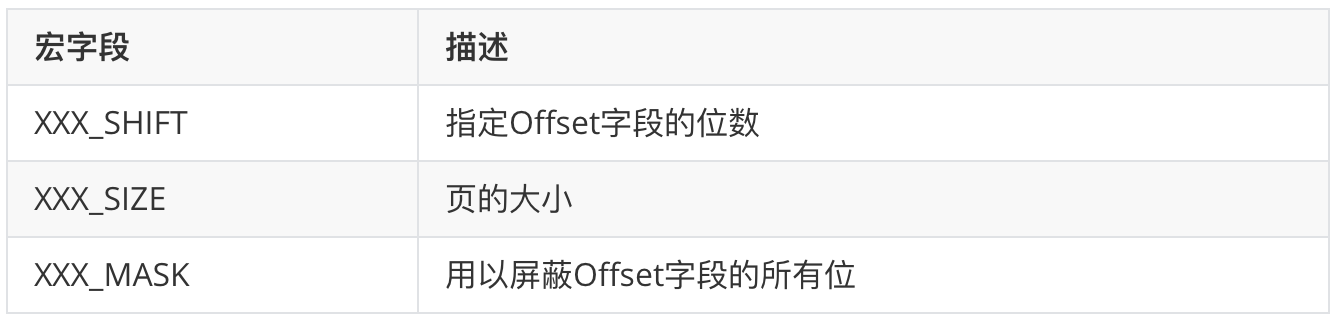 宏字段 描述
XXX_SHIFT 指定Offset字段的位数
XXX_SIZE 页的大小
XXX_MASK 用以屏蔽Offset字段的所有位